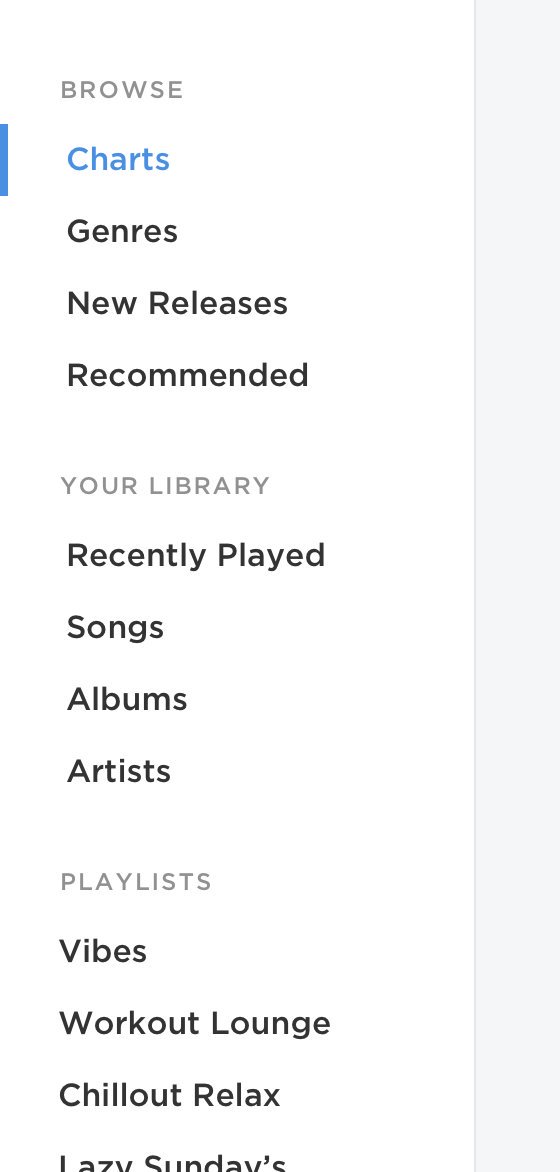 BROWSE
Charts
Genres
New Releases
Recommended
YOUR LIBRARY
Recently Played
Songs
Albums
Artists
PLAYLISTS
Vibes
Workout Lounge
Chillout Relax
Lazy Sunday’s